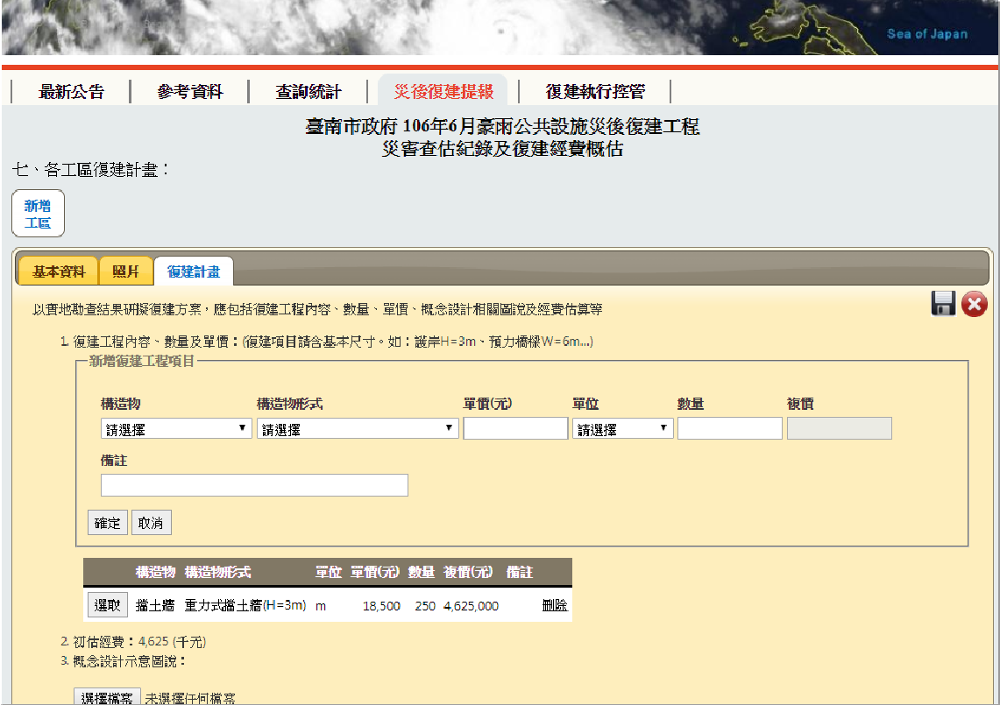 Sea of Japan
最新公告 參考資料 查詢統計 災後復建提報 復建執行控管
臺南市政府 106年6月豪雨公共設施災後復建工程
災害查估紀錄及復建經費概估
七、各工區復建計畫：
新增
工區
基本資料 照片 復建計畫
以實地勘查結果研擬復建方案，應包括復建工程內容、數量、單價、概念設計相關圖說及經費估算等
1. 復建工程內容、數量及單價：(復建項目請含基本尺寸。如：護岸H=3m、預力橋樑W=6m...)
新增復建工程項目
構造物 構造物形式 單價(元) 單位 數量 複價
請選擇 請選擇 請選擇
備註
確定 取消
構造物 構造物形式 單位 單價(元) 數量 複價(元) 備註
選取 擋土牆 重力式擋土牆(H=3m) m 18,500 250 4,625,000 刪除
2. 初估經費：4,625 (千元)
3. 概念設計示意圖說：
選擇檔案 未選擇任何檔案